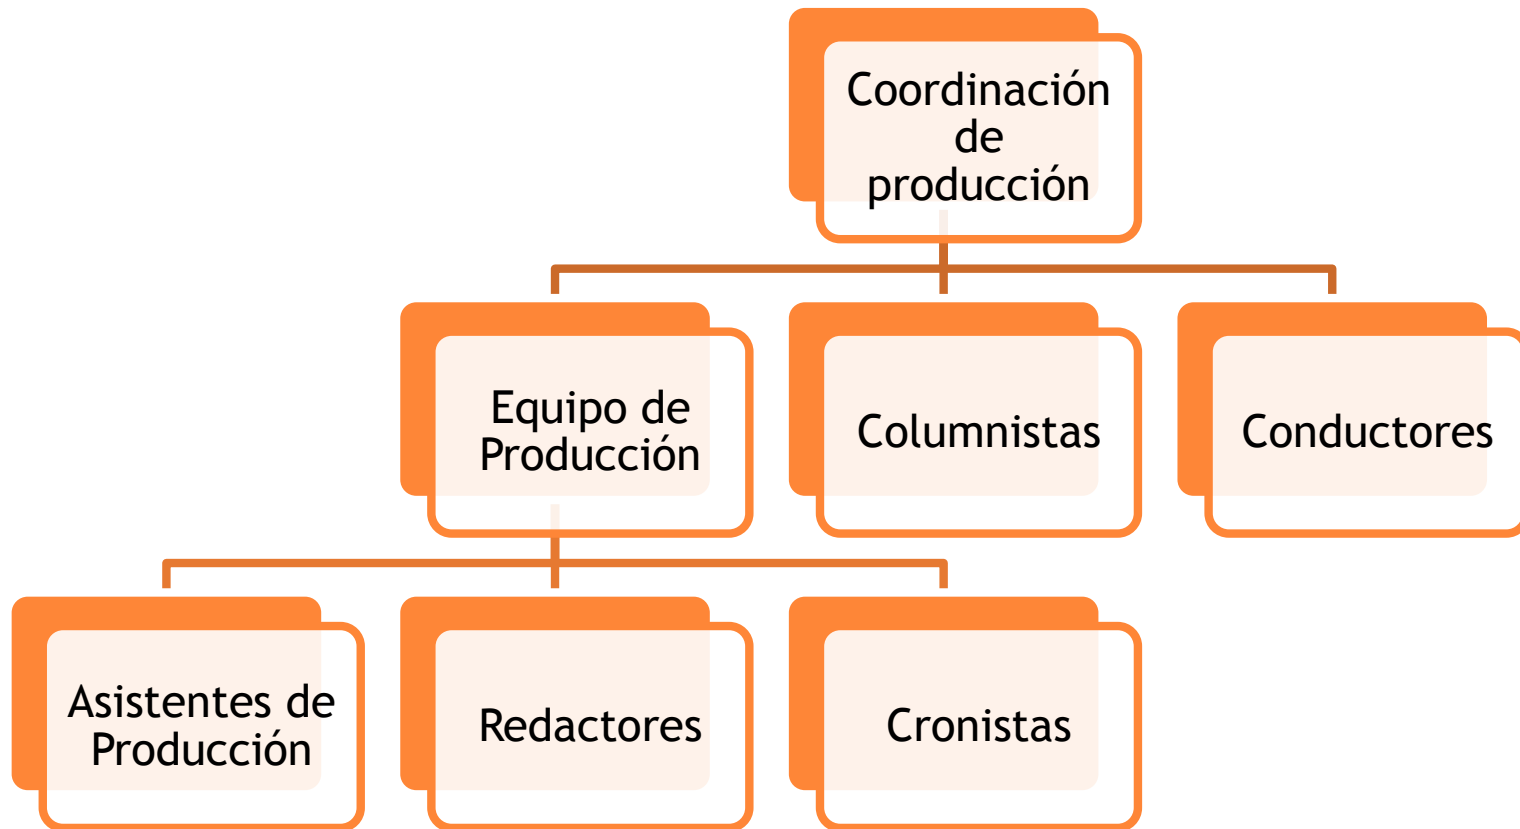 Coordinación
de
producción
Equipo de
Producción
Columnistas
Conductores
Asistentes de
Producción
Redactores
Cronistas